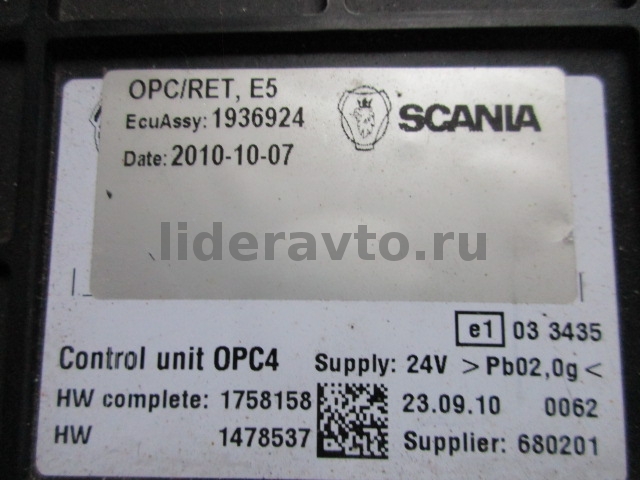 OPC/RET, E5
EcuAssy: 1936924
SCANIA
Date: 2010-10-07
lideravto.ru
e1 03 3435
Control unit OPC4 Supply: 24V >Pb02,0g<
HW complete: 1758158 23.09.10 0062
HW 1478537 Supplier: 680201